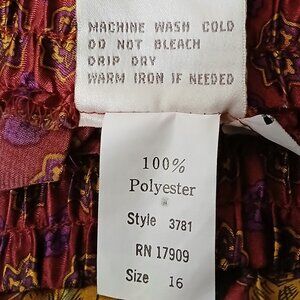 MACHINE WASH COLD
DO NOT BLEACH
DRIP DRY
WARM IRON IF NEEDED
100%
Polyester
Style 3781
RN 17909
Size 16